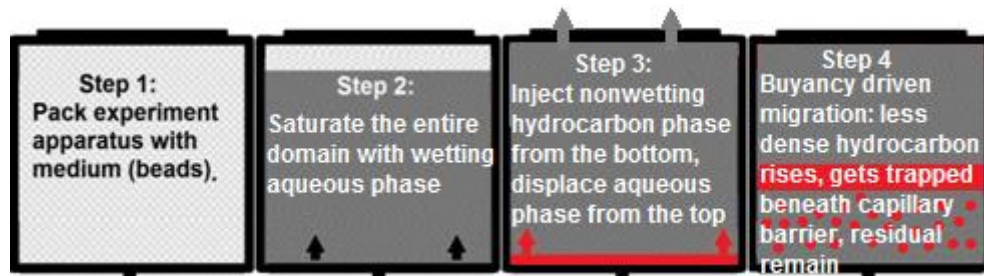 Step 1:
Pack experiment
apparatus with
medium (beads).
Step 2:
Saturate the entire
domain with wetting
aqueous phase
Step 3:
Inject nonwetting
hydrocarbon phase
from the bottom,
displace aqueous
phase from the top
Step 4
Buyancy driven
migration: less
dense hydrocarbon
rises, gets trapped
beneath capillary
barrier, residual
remain